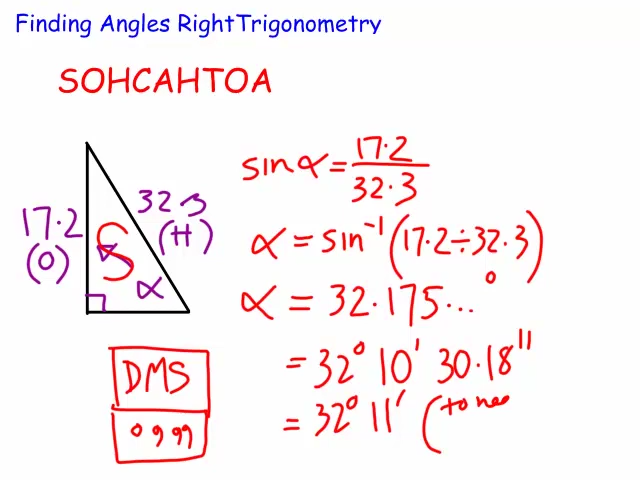 Finding Angles RightTrigonometry
SOHCAHTOA
17.2
(O)
32.3
(H)
S
α
sin α = 17.2 / 32.3
α = sin⁻¹ (17.2 ÷ 32.3)
α = 32.175...°
= 32° 10' 30.18"
= 32° 11' (to nea
DMS
° ' ''